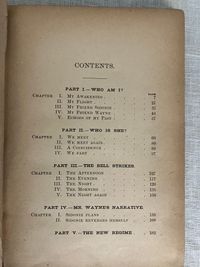 CONTENTS.
PART I.—WHO AM I?
CHAPTER I. MY AWAKENING
II. MY FLIGHT
III. MY FRIEND SIDONIE
IV. MY FRIEND WAYNE
V. ECHOES OF MY PAST
PART II.—WHO IS SHE?
CHAPTER I. WE MEET
II. WE MEET AGAIN
III. A CONFIDENCE
IV. WE PART
PART III.—THE BELL STRIKES.
CHAPTER I. THE AFTERNOON
II. THE EVENING
III. THE NIGHT
IV. THE MORNING
V. THE NIGHT AGAIN
PART IV.—MR. WAYNE'S NARRATIVE.
CHAPTER I. SIDONIE PLANS
II. SIDONIE REVENGES HIMSELF
PART V.—THE NEW REGIME